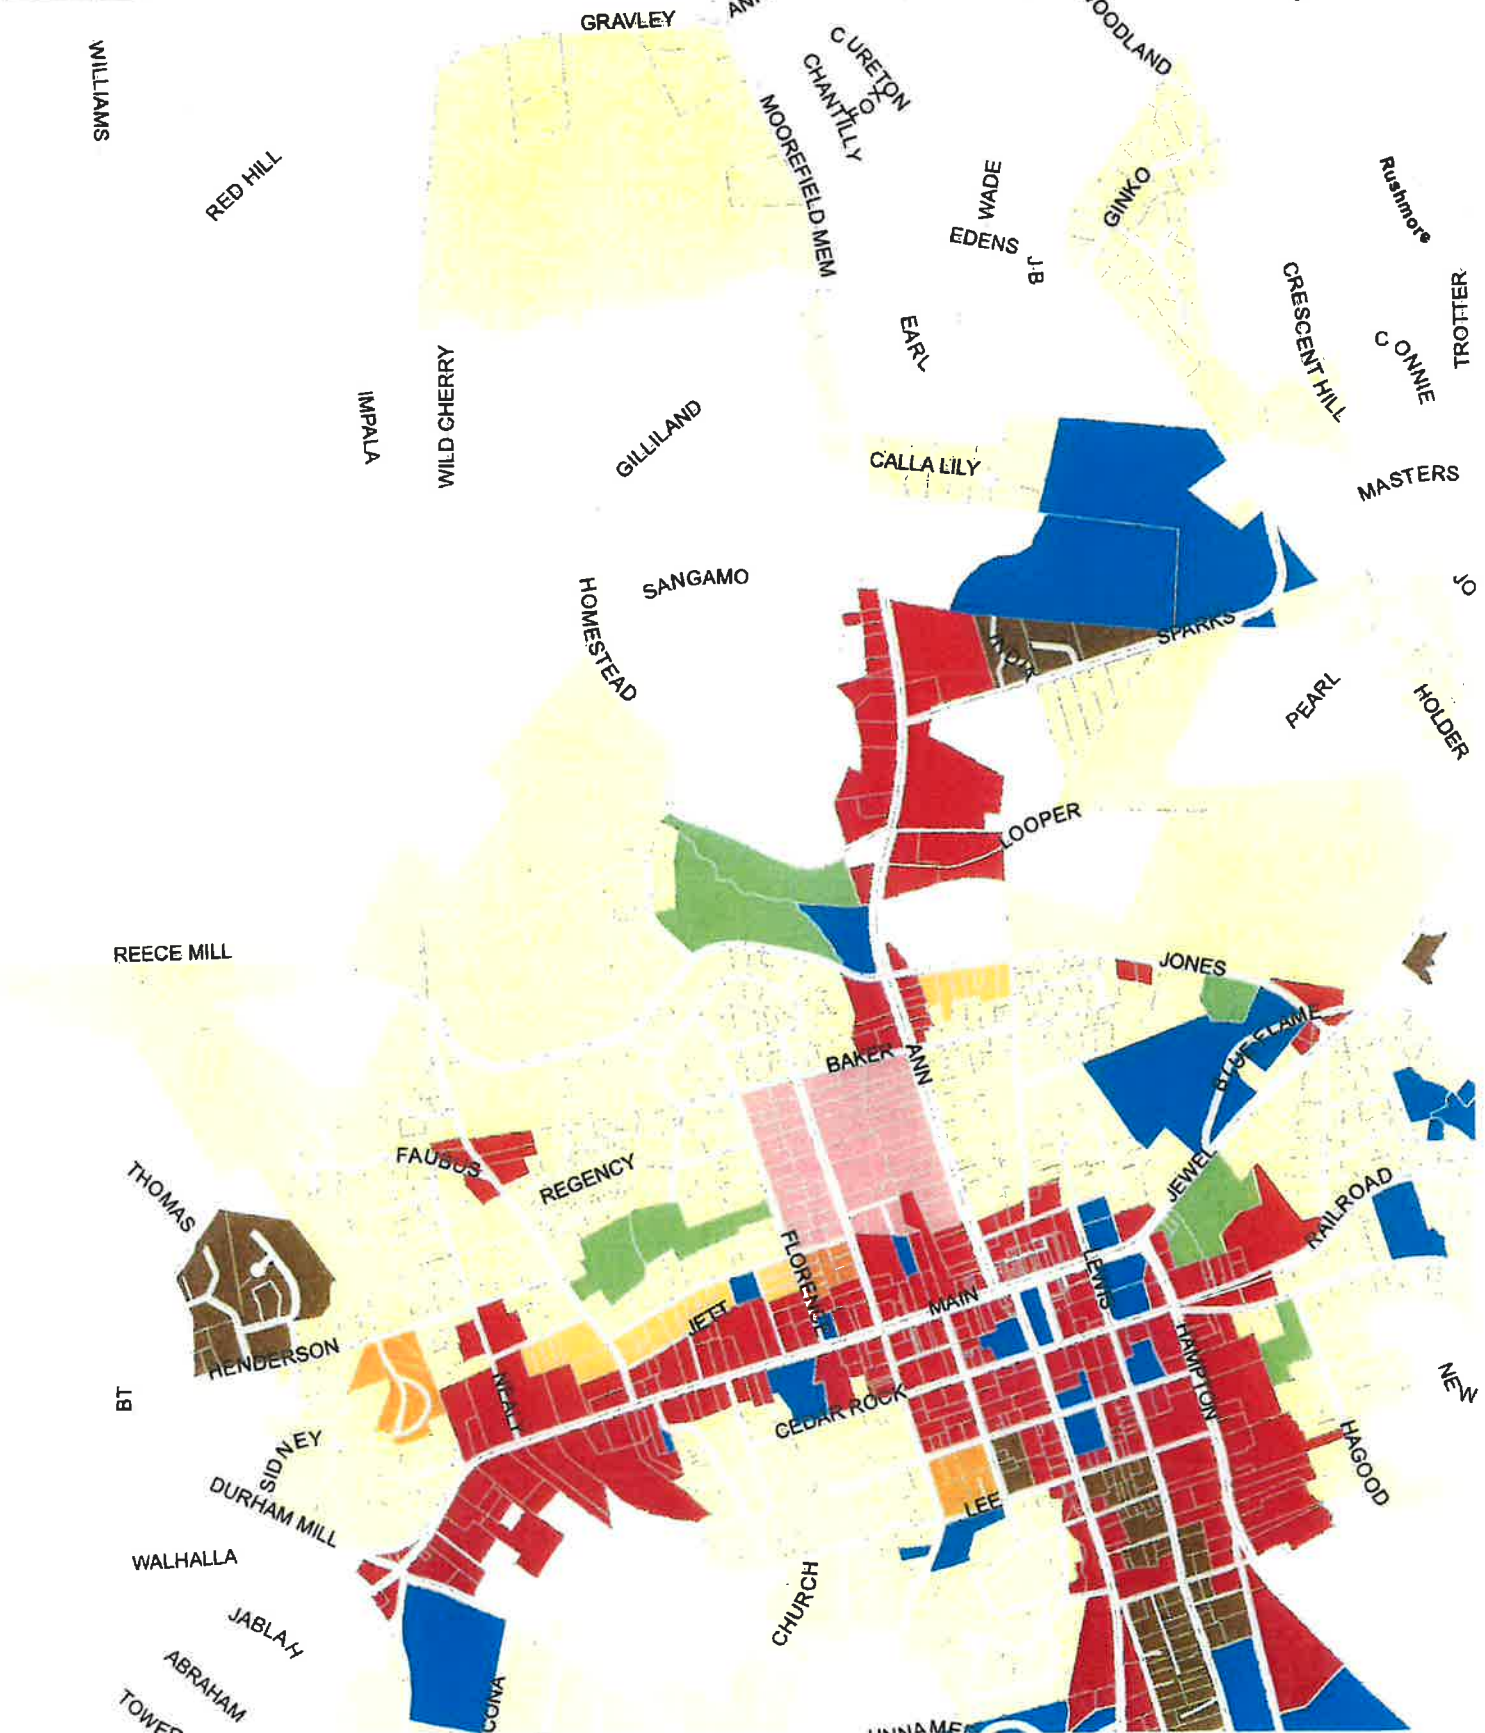 GRAVLEY
WILLIAMS
CURETON
WOODLAND
CHANTILLY
FOX
MOOREFIELD MEM
RED HILL
WADE
GINKO
Rushmore
EDENS
J B
CRESCENT HILL
TROTTER
EARL
CONNIE
IMPALA
WILD CHERRY
GILLILAND
CALLA LILY
MASTERS
HOMESTEAD
SANGAMO
JO
INDIA
SPARKS
PEARL
HOLDER
LOOPER
REECE MILL
JONES
BLUE FLAME
BAKER
ANN
FAUBUS
REGENCY
THOMAS
JEWEL
RAILROAD
FLORENCE
LEWIS
MAIN
JETT
HENDERSON
HAMPTON
NEALY
BT
NEW
CEDAR ROCK
SIDNEY
HAGOOD
DURHAM MILL
LEE
WALHALLA
CHURCH
JABLAH
ABRAHAM